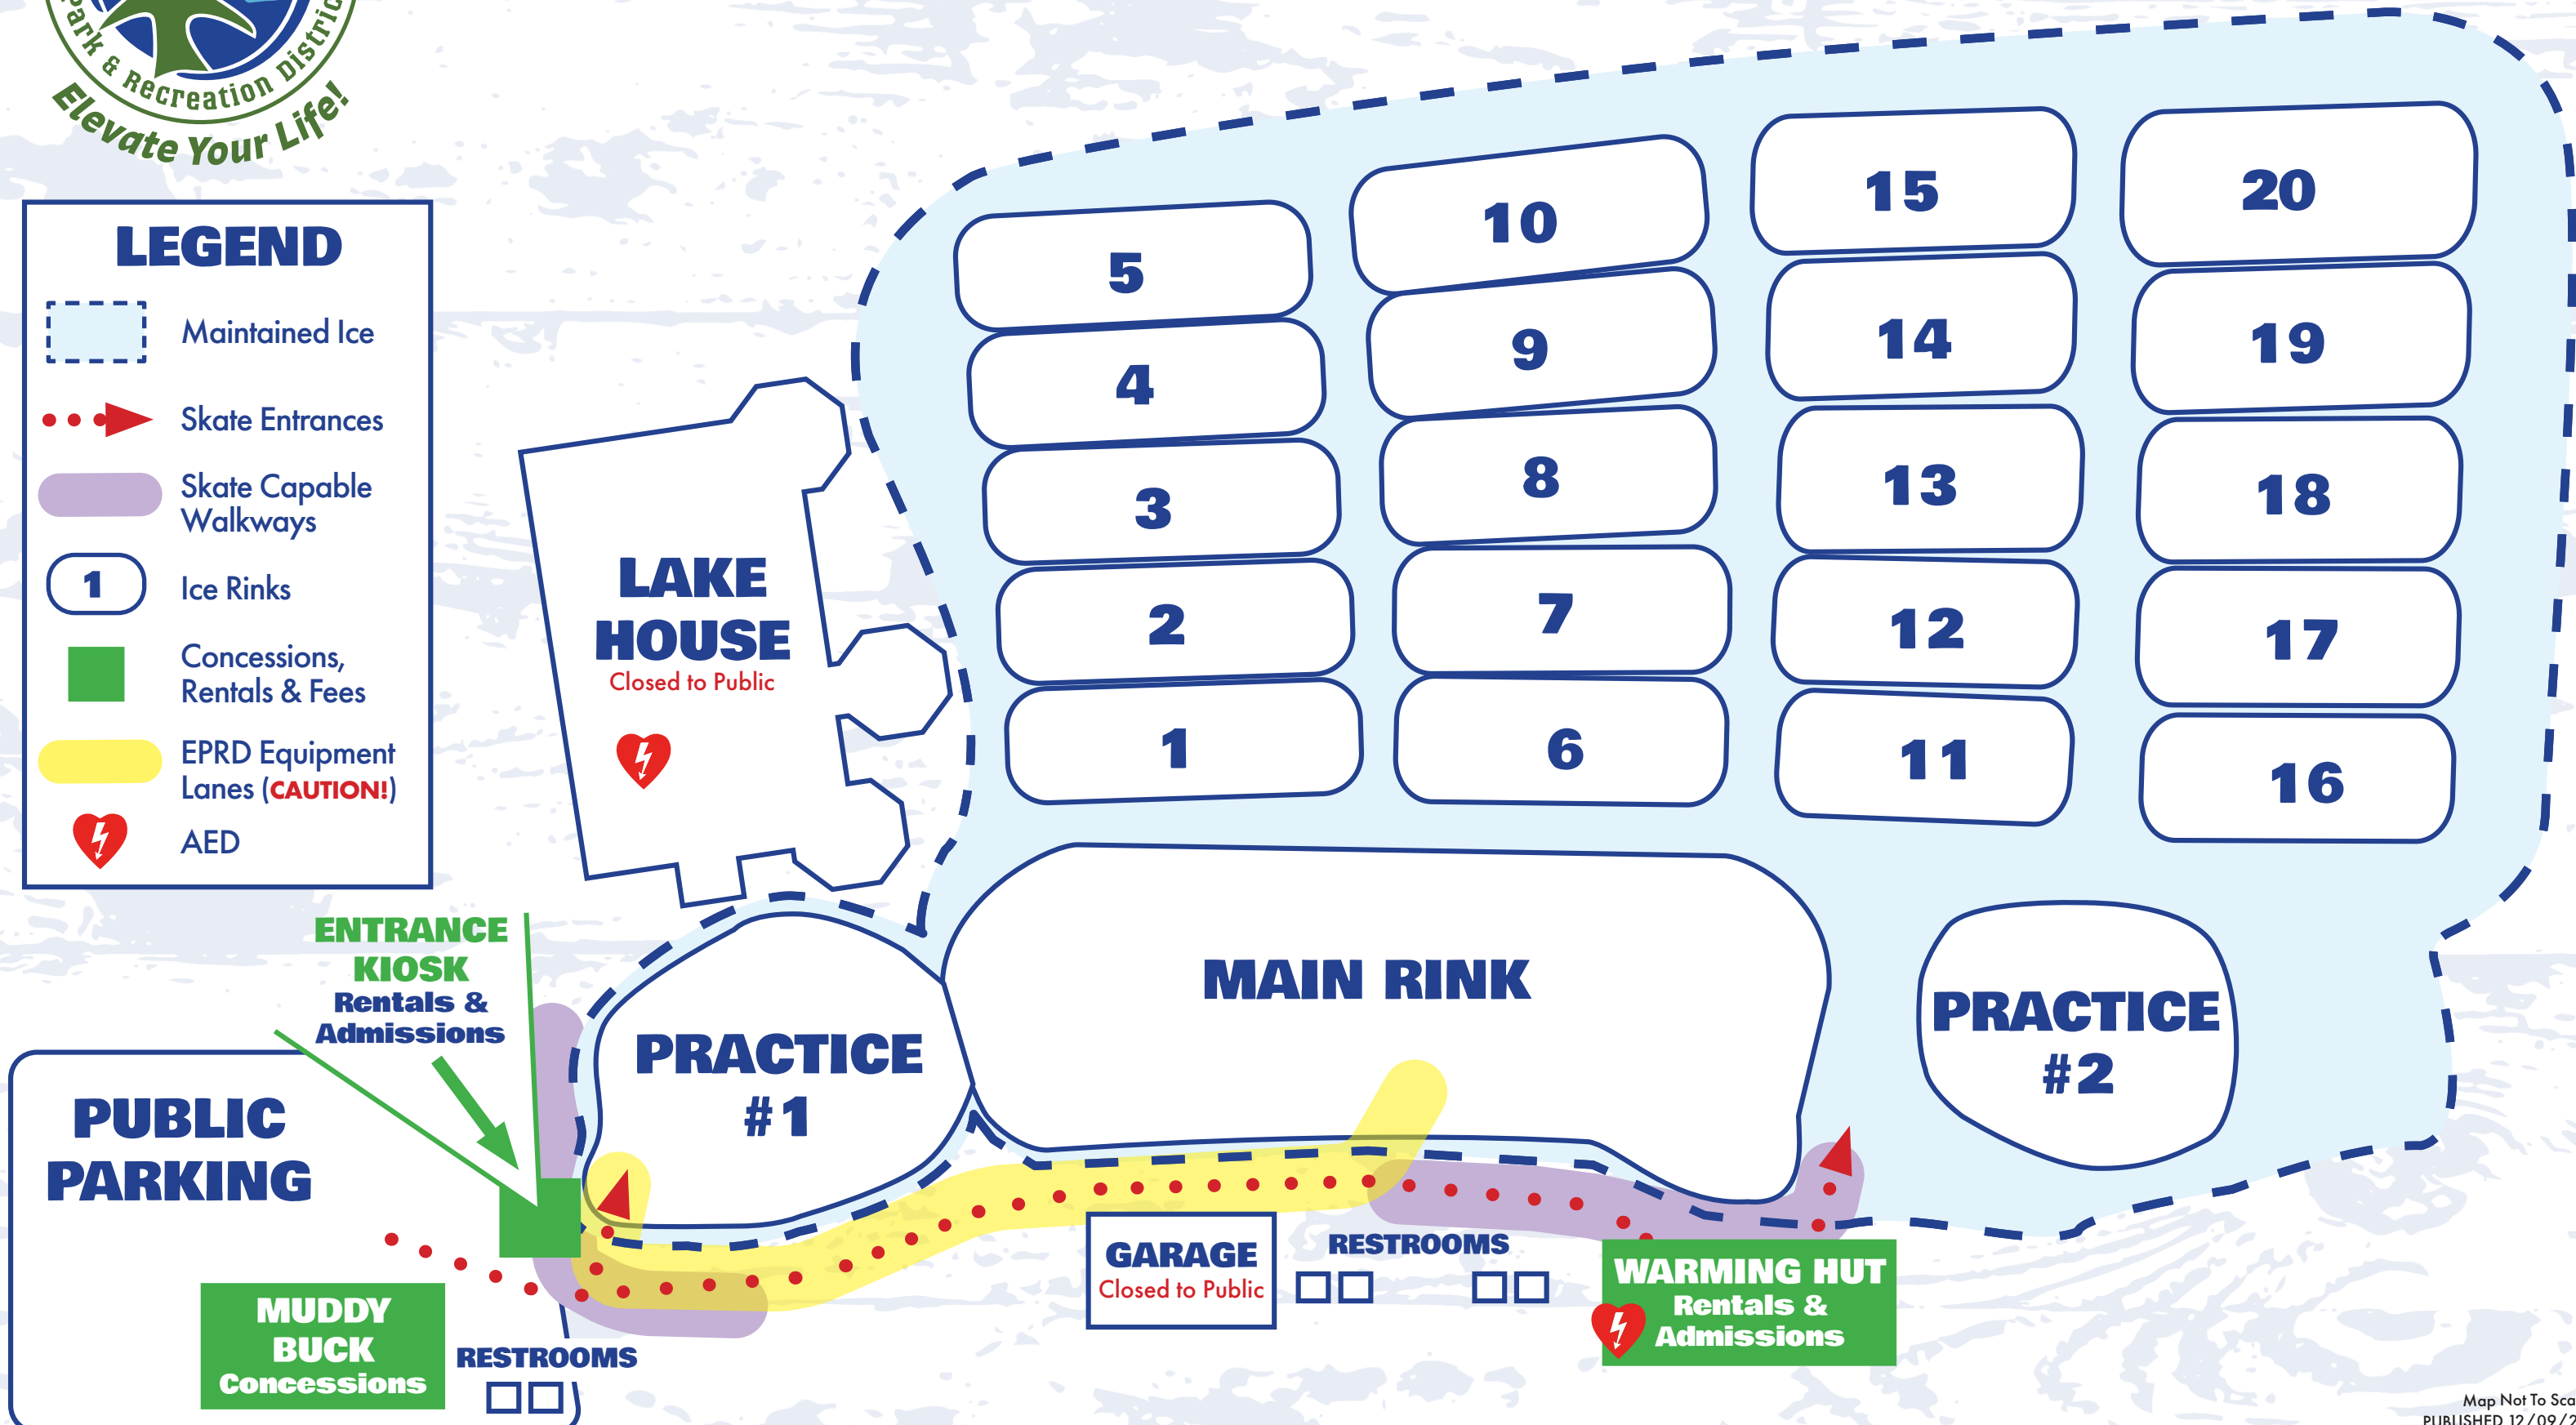 Park & Recreation District
Elevate Your Life!
LEGEND
Maintained Ice
Skate Entrances
Skate Capable
Walkways
1
Ice Rinks
Concessions,
Rentals & Fees
EPRD Equipment
Lanes (CAUTION!)
AED
5
10
15
20
4
9
14
19
3
8
13
18
2
7
12
17
1
6
11
16
LAKE
HOUSE
Closed to Public
MAIN RINK
PRACTICE
#1
PRACTICE
#2
ENTRANCE
KIOSK
Rentals &
Admissions
PUBLIC
PARKING
MUDDY
BUCK
Concessions
RESTROOMS
GARAGE
Closed to Public
RESTROOMS
WARMING HUT
Rentals &
Admissions
Map Not To Sca
PUBLISHED 12/09/2